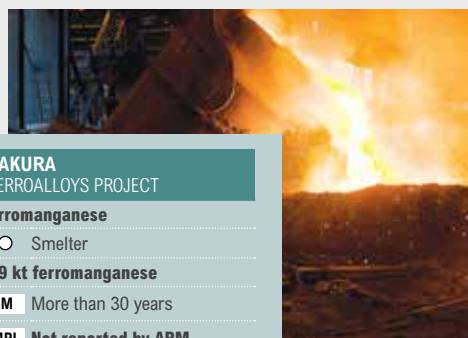 AKURA
ERROALLOYS PROJECT
rromanganese
Smelter
9 kt ferromanganese
M More than 30 years
Not reported by ARM